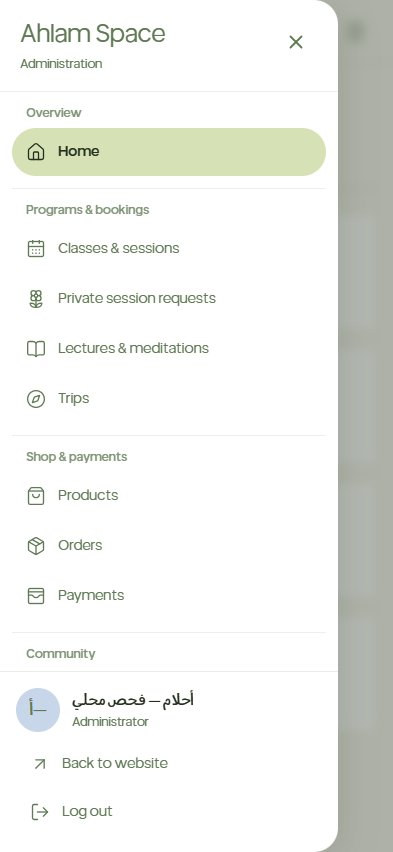 Ahlam Space
Administration
Overview
Home
Programs & bookings
Classes & sessions
Private session requests
Lectures & meditations
Trips
Shop & payments
Products
Orders
Payments
Community
أ—
أحلام — فحص محلي
Administrator
Back to website
Log out